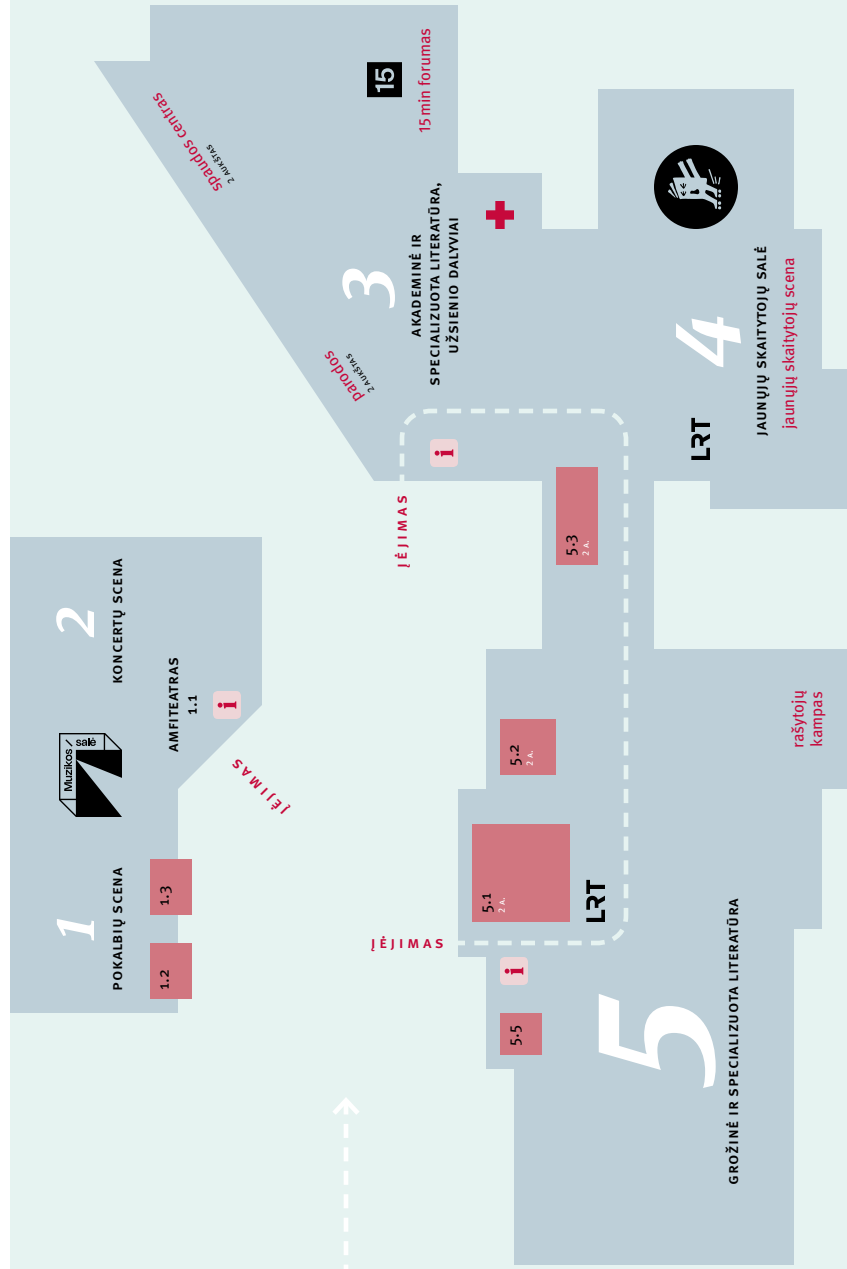 1
POKALBIŲ SCENA
1.2
1.3
Muzikos
salė
2
KONCERTŲ SCENA
AMFITEATRAS
1.1
i
ĮĖJIMAS
spaudos centras
2 AUKŠTAS
parodos
2 AUKŠTAS
3
AKADEMINĖ IR
SPECIALIZUOTA LITERATŪRA,
UŽSIENIO DALYVIAI
15
15 min forumas
ĮĖJIMAS
i
4
JAUNŲJŲ SKAITYTOJŲ SALĖ
jaunųjų skaitytojų scena
LRT
ĮĖJIMAS
i
5.5
5.1
2 A.
5.2
2 A.
5.3
2 A.
LRT
5
GROŽINĖ IR SPECIALIZUOTA LITERATŪRA
rašytojų
kampas